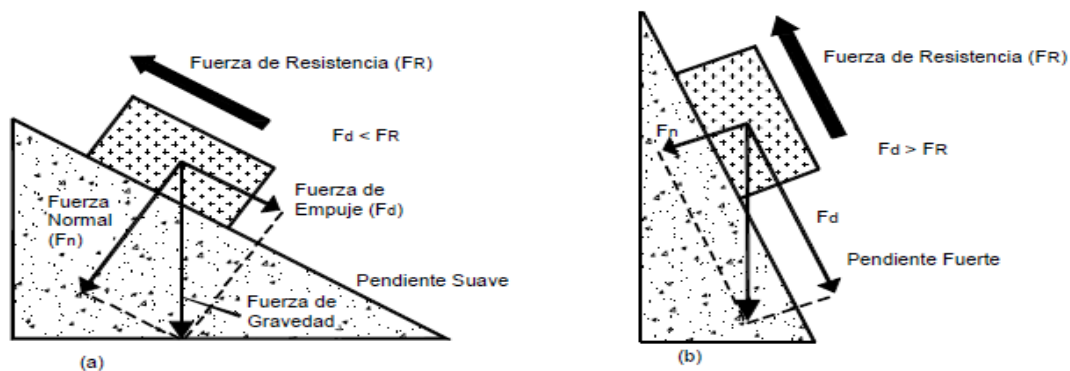 Fuerza de Resistencia (FR)
Fd < FR
Fuerza de
Empuje (Fd)
Fuerza
Normal
(Fn)
Pendiente Suave
Fuerza de
Gravedad
(a)
Fuerza de Resistencia (FR)
Fn
Fd > FR
Fd
Pendiente Fuerte
(b)